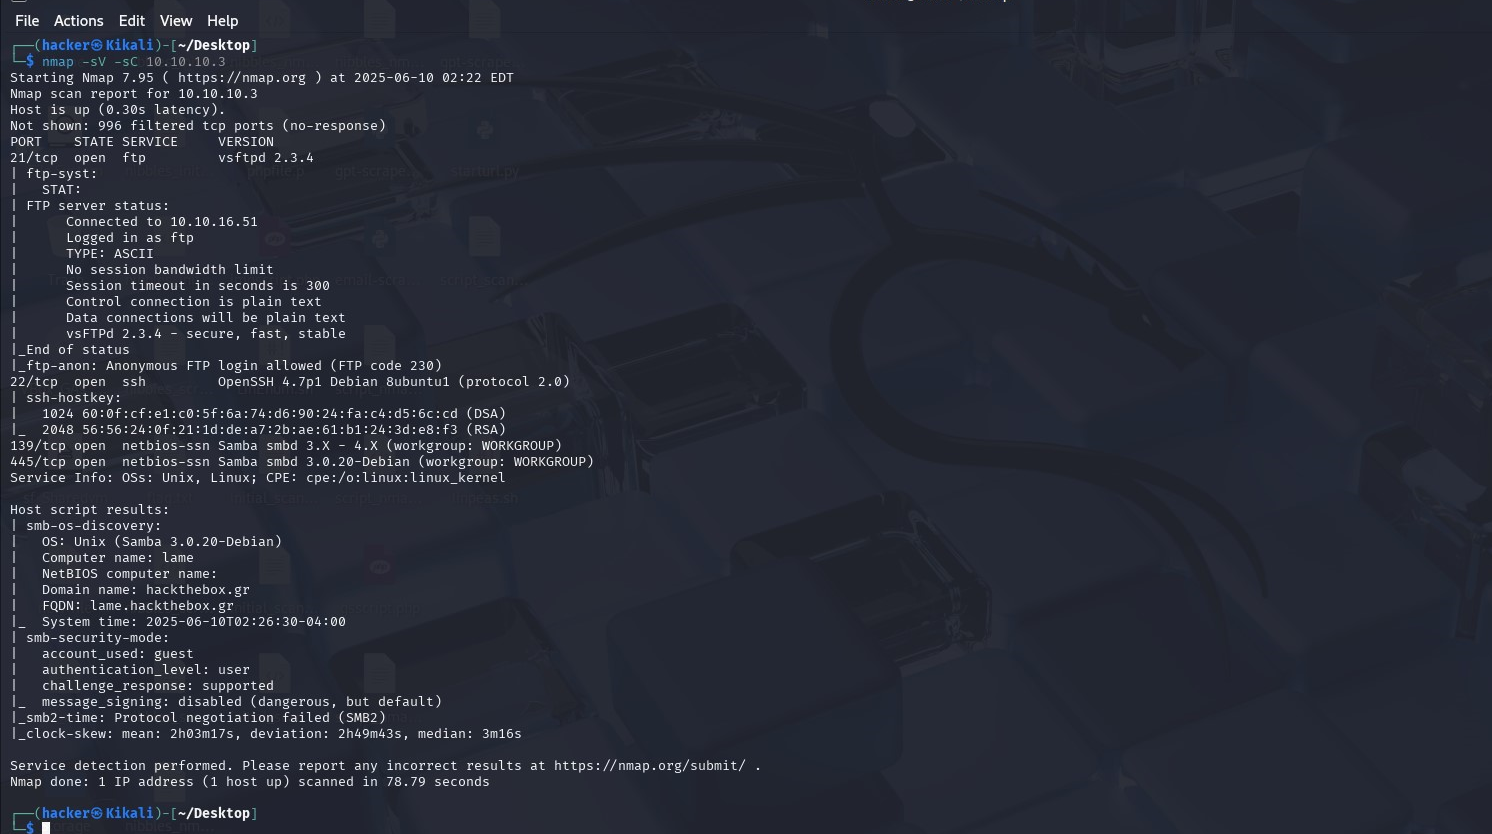 File Actions Edit View Help
┌──(hacker㉿Kikali)-[~/Desktop]
└─$ nmap -sV -sC 10.10.10.3
Starting Nmap 7.95 ( https://nmap.org ) at 2025-06-10 02:22 EDT
Nmap scan report for 10.10.10.3
Host is up (0.30s latency).
Not shown: 996 filtered tcp ports (no-response)
PORT    STATE SERVICE     VERSION
21/tcp  open  ftp         vsftpd 2.3.4
| ftp-syst:
|   STAT:
| FTP server status:
|      Connected to 10.10.16.51
|      Logged in as ftp
|      TYPE: ASCII
|      No session bandwidth limit
|      Session timeout in seconds is 300
|      Control connection is plain text
|      Data connections will be plain text
|      vsFTPd 2.3.4 - secure, fast, stable
|_End of status
|_ftp-anon: Anonymous FTP login allowed (FTP code 230)
22/tcp  open  ssh         OpenSSH 4.7p1 Debian 8ubuntu1 (protocol 2.0)
| ssh-hostkey:
|   1024 60:0f:cf:e1:c0:5f:6a:74:d6:90:24:fa:c4:d5:6c:cd (DSA)
|_  2048 56:56:24:0f:21:1d:de:a7:2b:ae:61:b1:24:3d:e8:f3 (RSA)
139/tcp open  netbios-ssn Samba smbd 3.X - 4.X (workgroup: WORKGROUP)
445/tcp open  netbios-ssn Samba smbd 3.0.20-Debian (workgroup: WORKGROUP)
Service Info: OSs: Unix, Linux; CPE: cpe:/o:linux:linux_kernel

Host script results:
| smb-os-discovery:
|   OS: Unix (Samba 3.0.20-Debian)
|   Computer name: lame
|   NetBIOS computer name:
|   Domain name: hackthebox.gr
|   FQDN: lame.hackthebox.gr
|_  System time: 2025-06-10T02:26:30-04:00
| smb-security-mode:
|   account_used: guest
|   authentication_level: user
|   challenge_response: supported
|_  message_signing: disabled (dangerous, but default)
|_smb2-time: Protocol negotiation failed (SMB2)
|_clock-skew: mean: 2h03m17s, deviation: 2h49m43s, median: 3m16s

Service detection performed. Please report any incorrect results at https://nmap.org/submit/ .
Nmap done: 1 IP address (1 host up) scanned in 78.79 seconds

┌──(hacker㉿Kikali)-[~/Desktop]
└─$